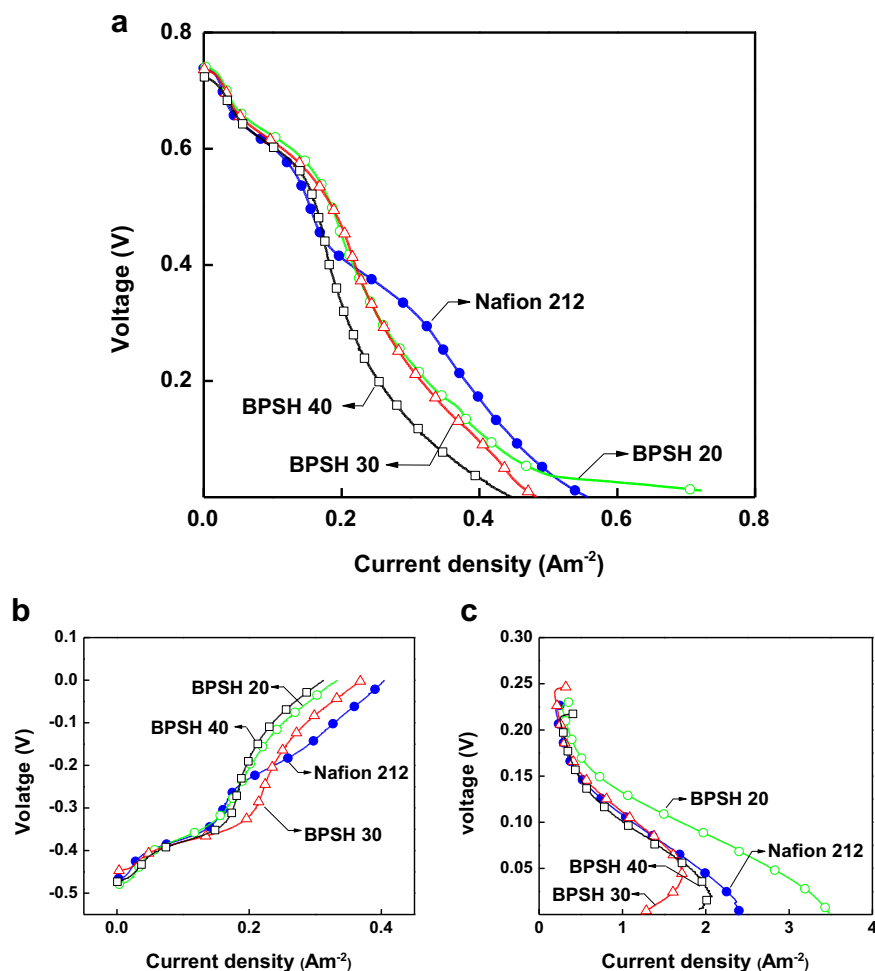 a
0.8
0.6
0.4
0.2
Voltage (V)
Nafion 212
BPSH 40
BPSH 30
BPSH 20
0.0 0.2 0.4 0.6 0.8
Current density (Am-2)
b
0.1
0.0
-0.1
-0.2
-0.3
-0.4
-0.5
Volatge (V)
BPSH 20
BPSH 40
Nafion 212
BPSH 30
0.0 0.2 0.4
Current density (Am-2)
c
0.30
0.25
0.20
0.15
0.10
0.05
voltage (V)
BPSH 20
Nafion 212
BPSH 40
BPSH 30
0 1 2 3 4
Current density (Am-2)